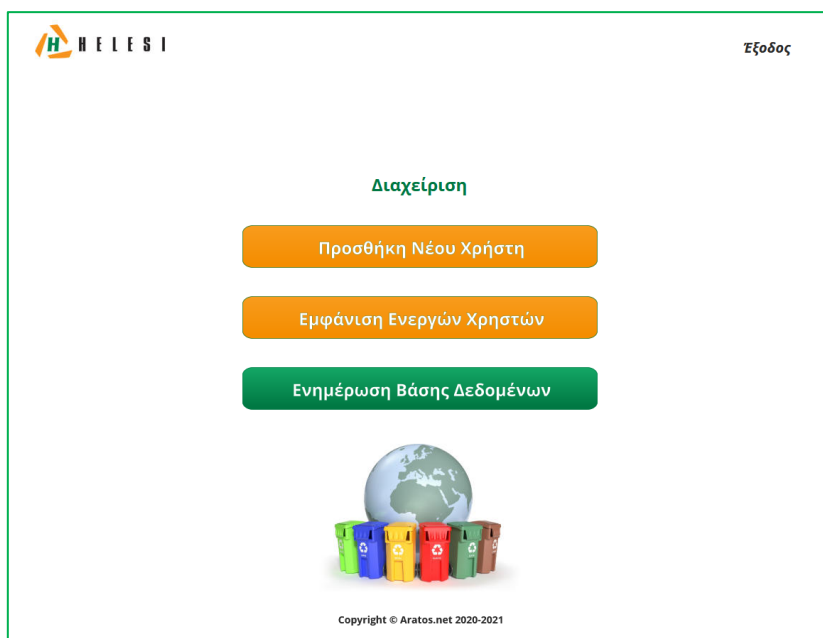 HELESI
Έξοδος
Διαχείριση
Προσθήκη Νέου Χρήστη
Εμφάνιση Ενεργών Χρηστών
Ενημέρωση Βάσης Δεδομένων
Copyright © Aratos.net 2020-2021